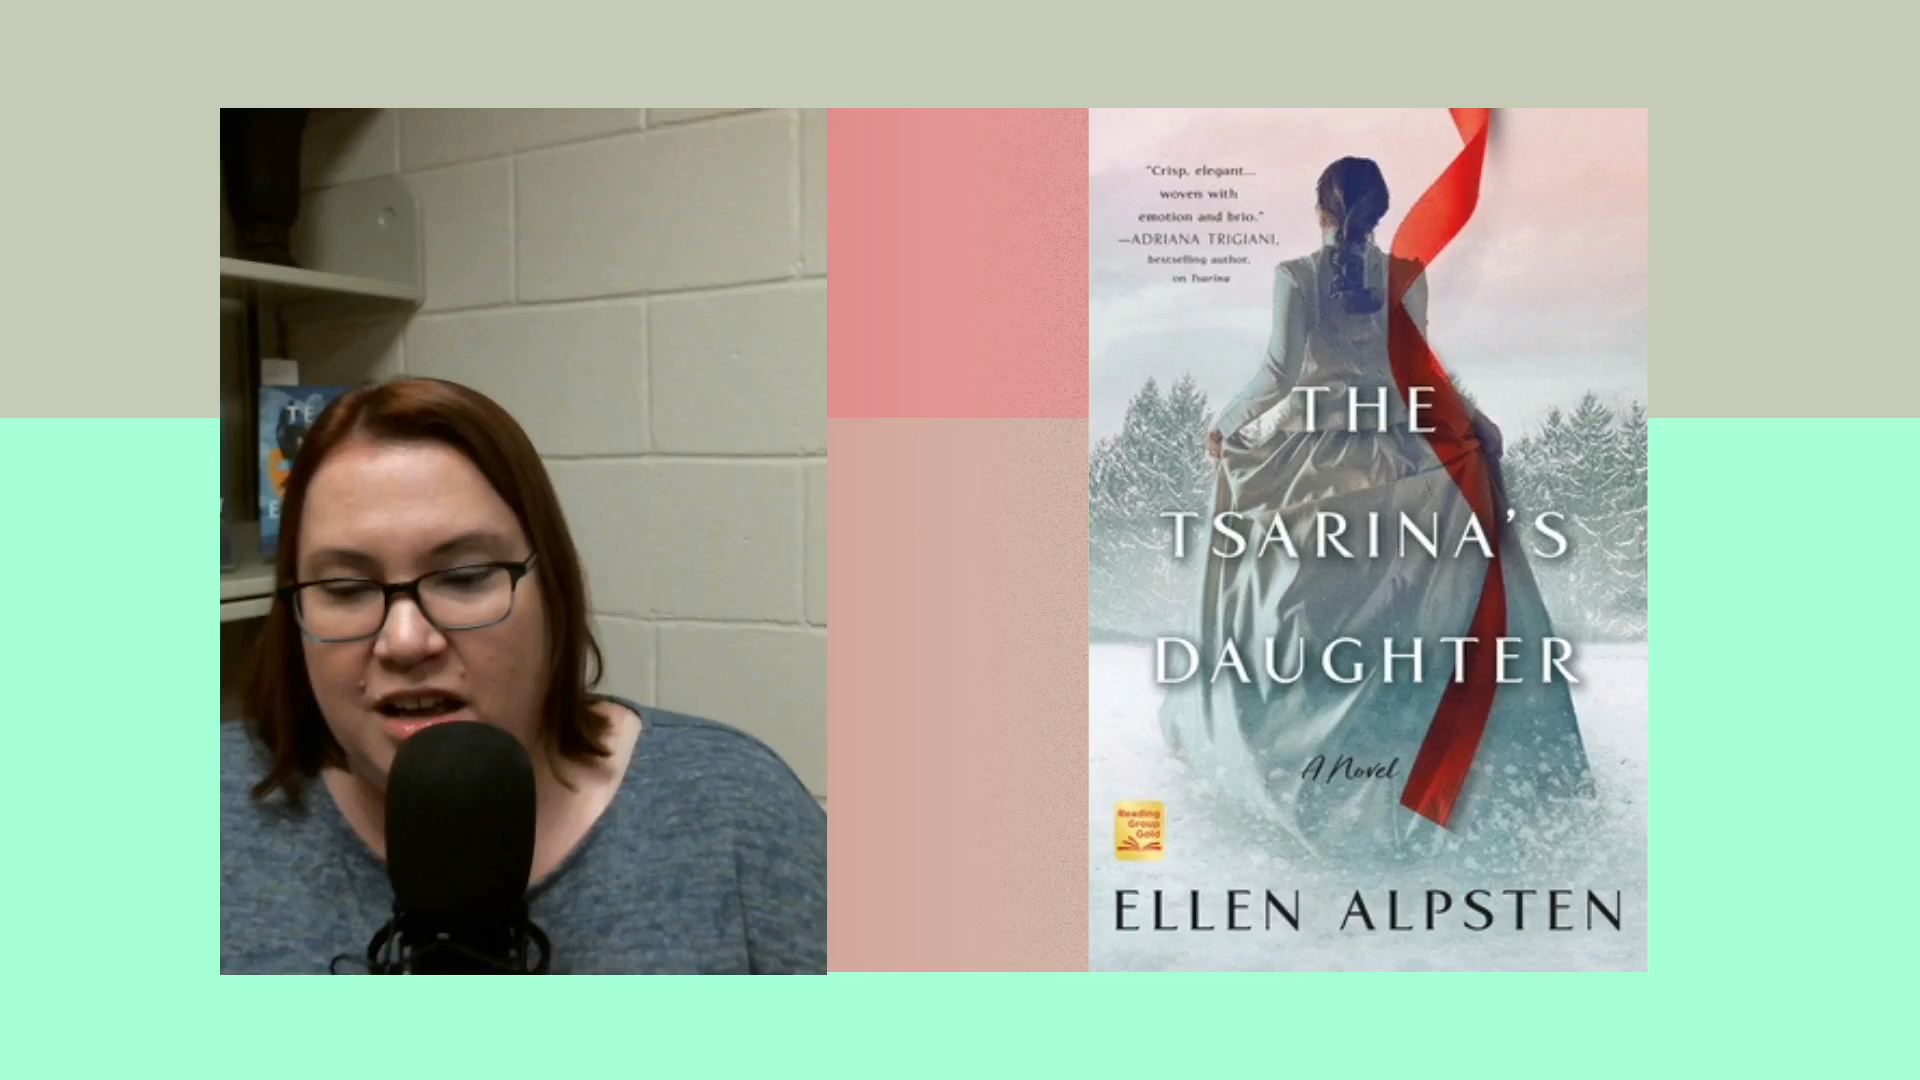 TE
E
"Crisp, elegant...
woven with
emotion and brio."
—ADRIANA TRIGIANI,
bestselling author,
on Tsarina
THE
TSARINA'S
DAUGHTER
A Novel
Reading
Group
Gold
ELLEN ALPSTEN